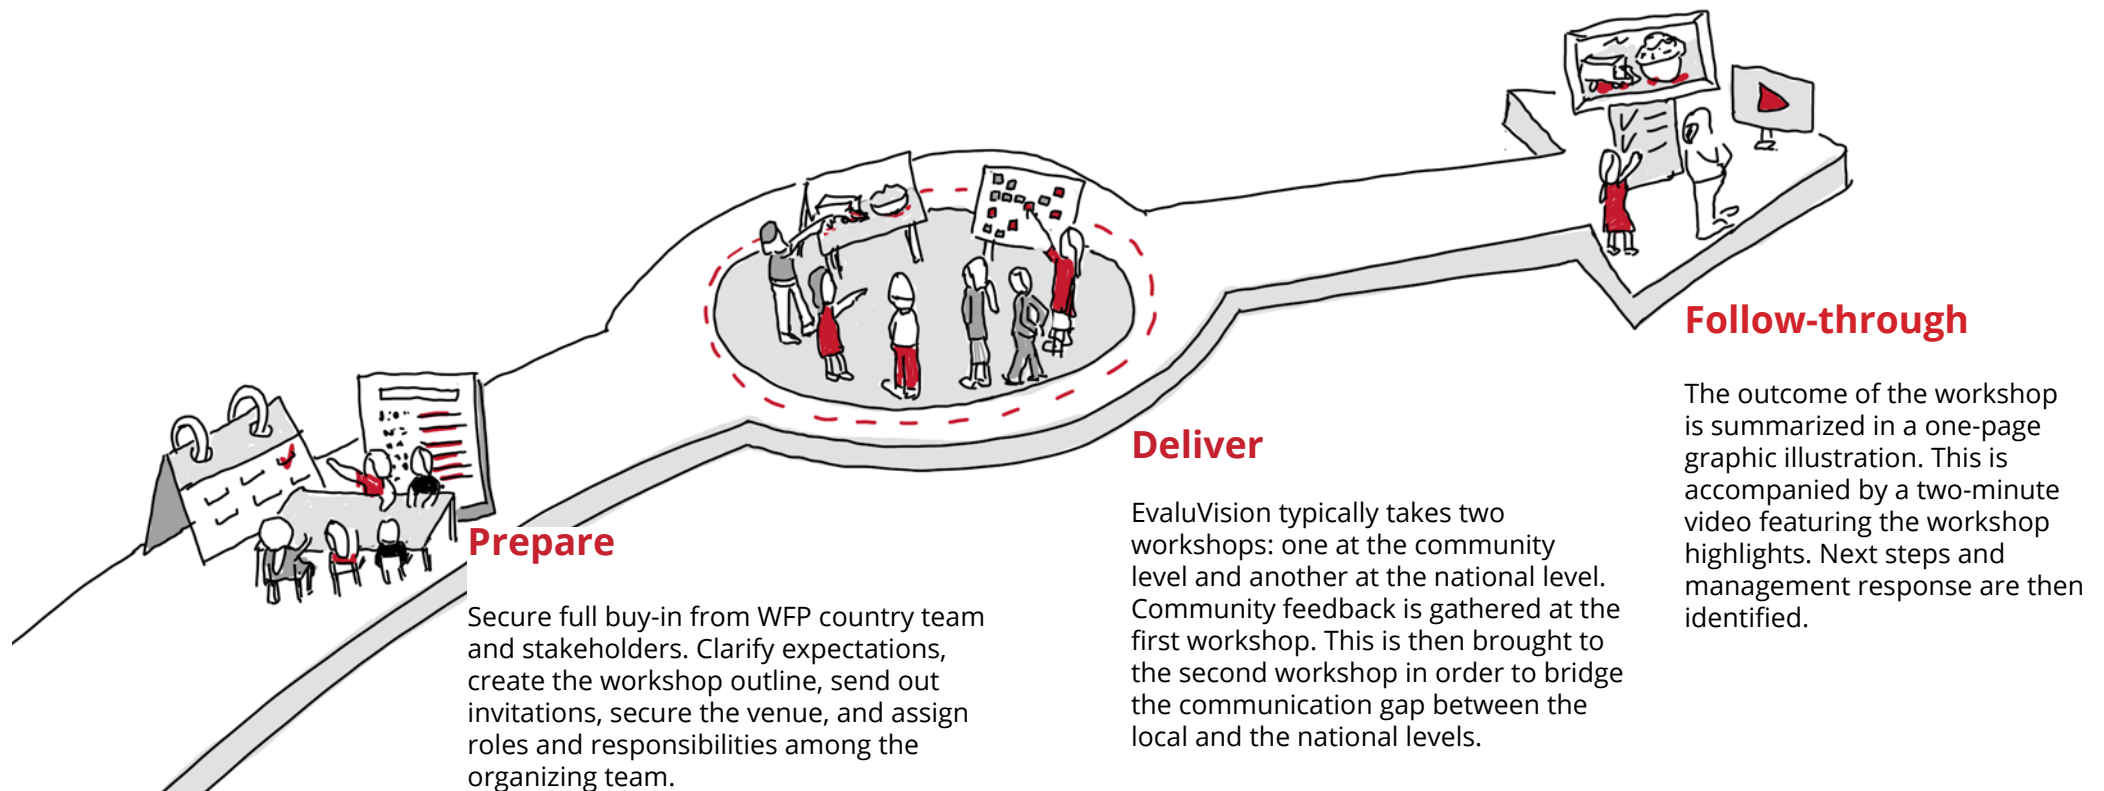 Prepare
Secure full buy-in from WFP country team
and stakeholders. Clarify expectations,
create the workshop outline, send out
invitations, secure the venue, and assign
roles and responsibilities among the
organizing team.
Deliver
EvaluVision typically takes two
workshops: one at the community
level and another at the national level.
Community feedback is gathered at the
first workshop. This is then brought to
the second workshop in order to bridge
the communication gap between the
local and the national levels.
Follow-through
The outcome of the workshop
is summarized in a one-page
graphic illustration. This is
accompanied by a two-minute
video featuring the workshop
highlights. Next steps and
management response are then
identified.